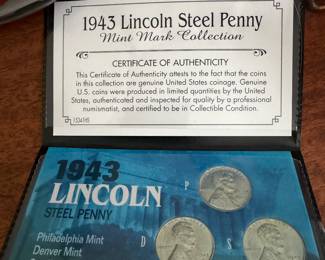 1943 Lincoln Steel Penny
Mint Mark Collection
CERTIFICATE OF AUTHENTICITY
This Certificate of Authenticity attests to the fact that the coins
in this collection are genuine United States coinage. Genuine
U.S. coins were produced in limited quantities by the United
States, authenticated and inspected for quality by a professional
numismatist, and certified to be in Collectible Condition.
1943
LINCOLN
STEEL PENNY
P
Philadelphia Mint
Denver Mint
D
S